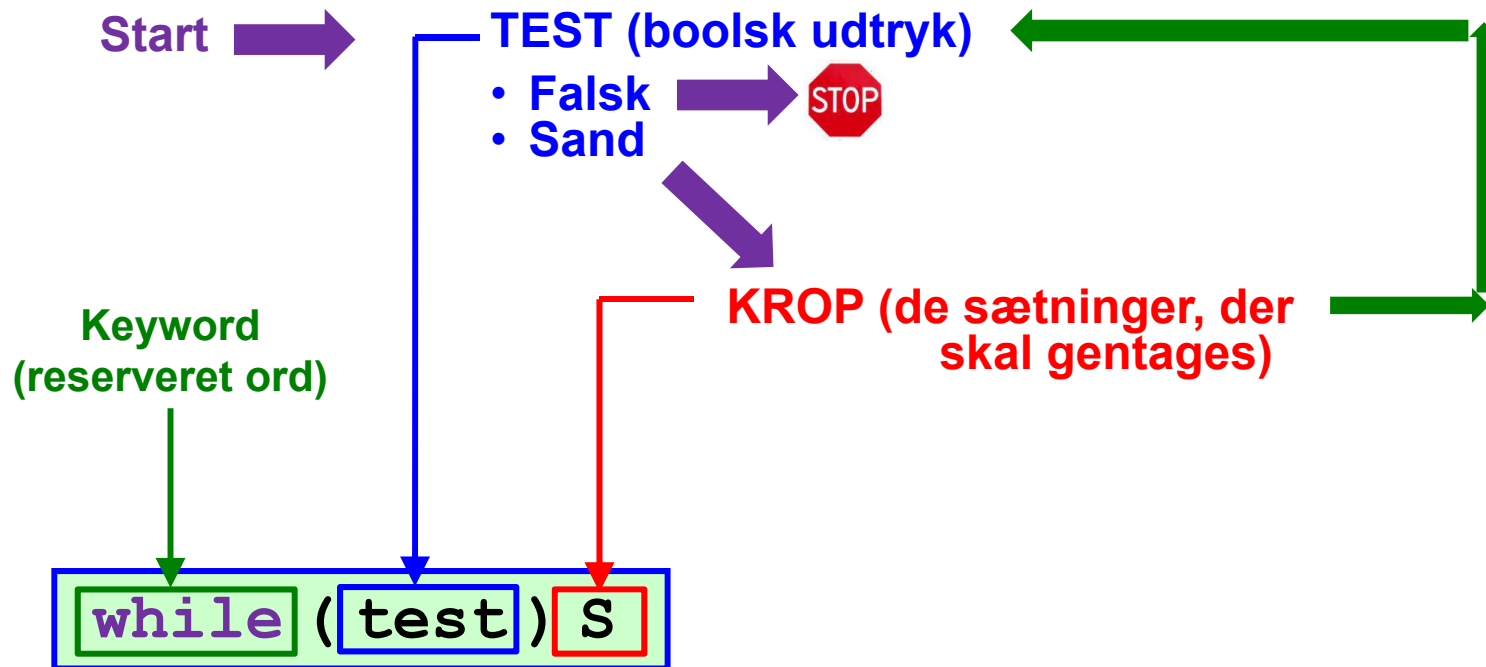 Start
TEST (boolsk udtryk)
• Falsk
STOP
• Sand
KROP (de sætninger, der
skal gentages)
Keyword
(reserveret ord)
while (test) S